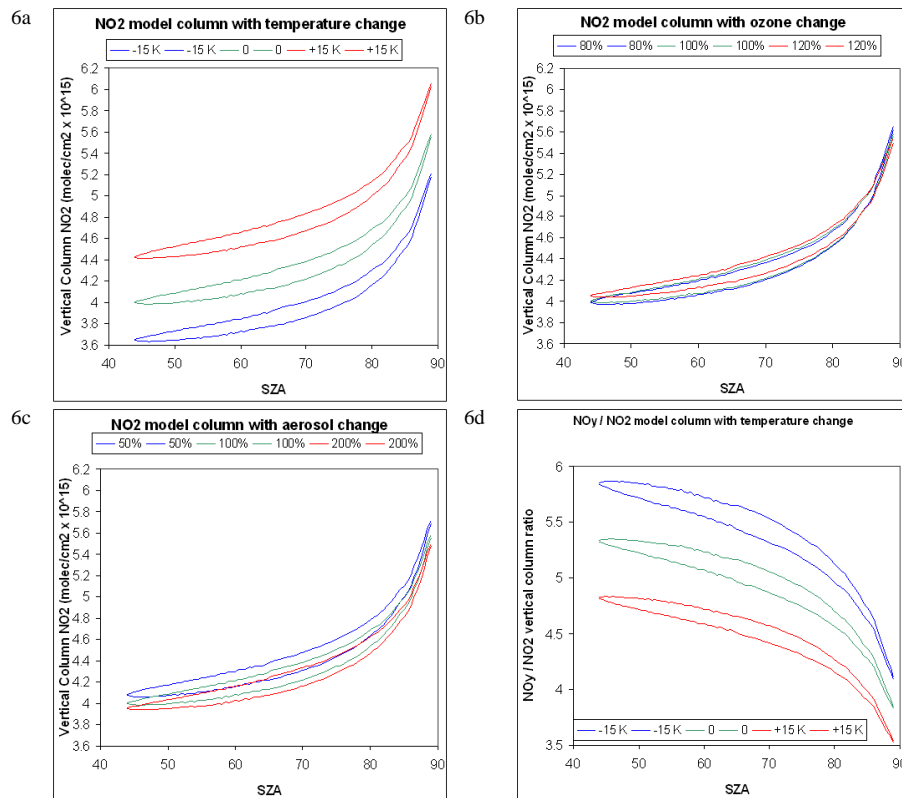 6a
NO2 model column with temperature change
-15 K -15 K 0 0 +15 K +15 K
Vertical Column NO2 (molec/cm2 x 10^15)
6.2
6
5.8
5.6
5.4
5.2
5
4.8
4.6
4.4
4.2
4
3.8
3.6
40 50 60 70 80 90
SZA
6b
NO2 model column with ozone change
80% 80% 100% 100% 120% 120%
Vertical Column NO2 (molec/cm2 x 10^15)
6.2
6
5.8
5.6
5.4
5.2
5
4.8
4.6
4.4
4.2
4
3.8
3.6
40 50 60 70 80 90
SZA
6c
NO2 model column with aerosol change
50% 50% 100% 100% 200% 200%
Vertical Column NO2 (molec/cm2 x 10^15)
6.2
6
5.8
5.6
5.4
5.2
5
4.8
4.6
4.4
4.2
4
3.8
3.6
40 50 60 70 80 90
SZA
6d
NOy / NO2 model column with temperature change
NOy / NO2 vertical column ratio
6
5.5
5
4.5
4
3.5
-15 K -15 K 0 0 +15 K +15 K
40 50 60 70 80 90
SZA